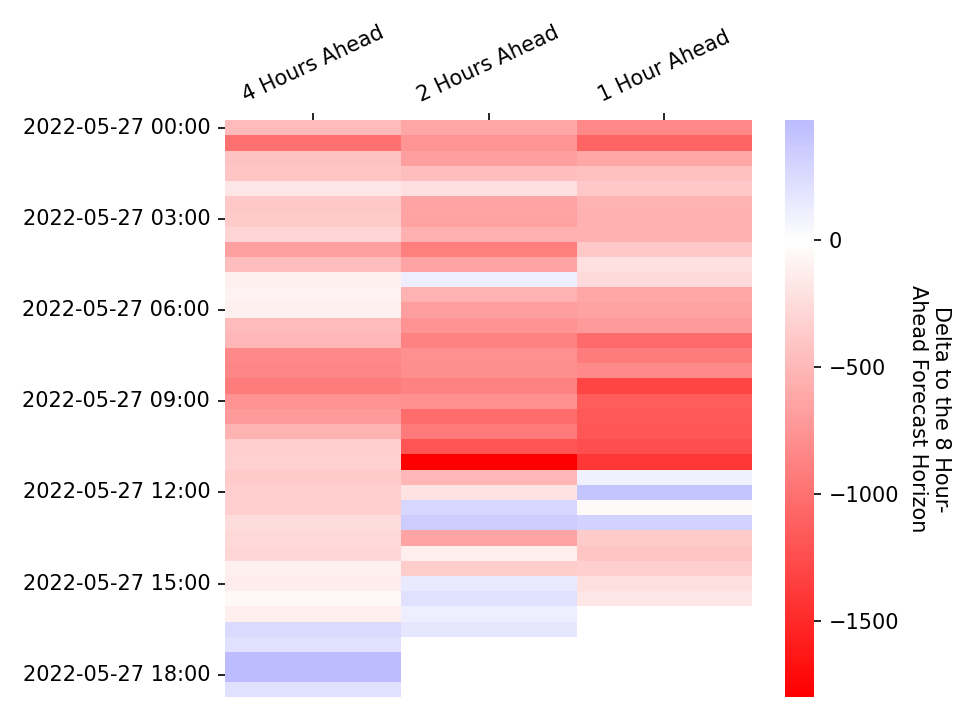 4 Hours Ahead
2 Hours Ahead
1 Hour Ahead
2022-05-27 00:00
2022-05-27 03:00
2022-05-27 06:00
2022-05-27 09:00
2022-05-27 12:00
2022-05-27 15:00
2022-05-27 18:00
0
−500
−1000
−1500
Delta to the 8 Hour-
Ahead Forecast Horizon